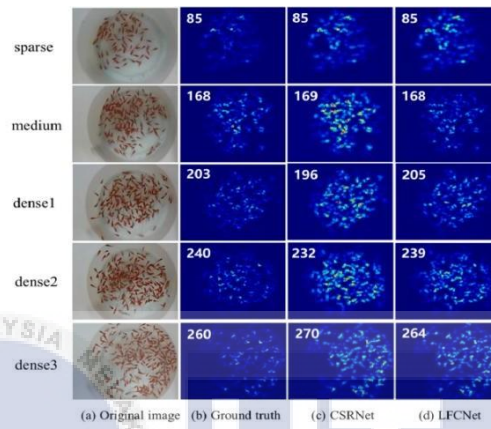 sparse 85 85 85
medium 168 169 168
dense1 203 196 205
dense2 240 232 239
dense3 260 270 264
(a) Original image (b) Ground truth (c) CSRNet (d) LFCNet
YSIA